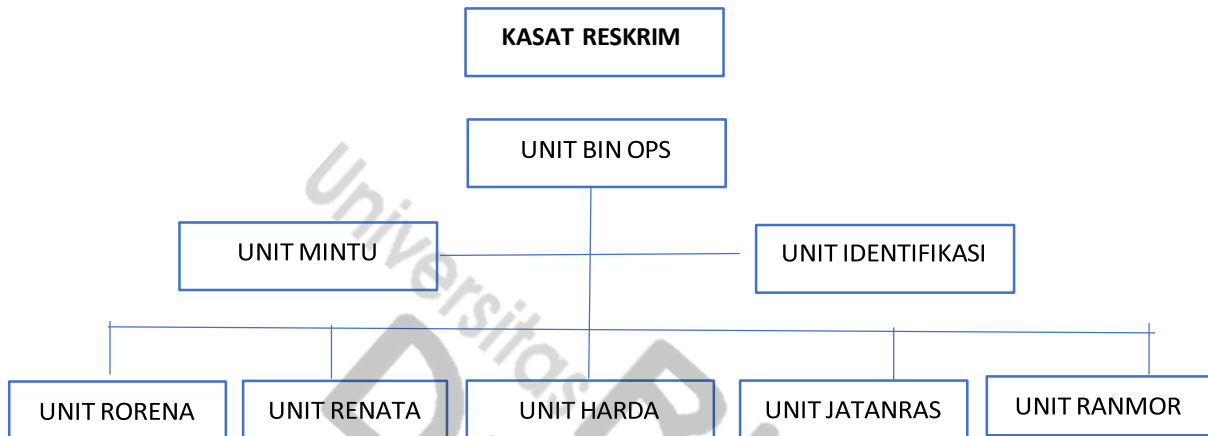 KASAT RESKRIM
UNIT BIN OPS
UNIT MINTU
UNIT IDENTIFIKASI
UNIT RORENA
UNIT RENATA
UNIT HARDA
UNIT JATANRAS
UNIT RANMOR
Universitas